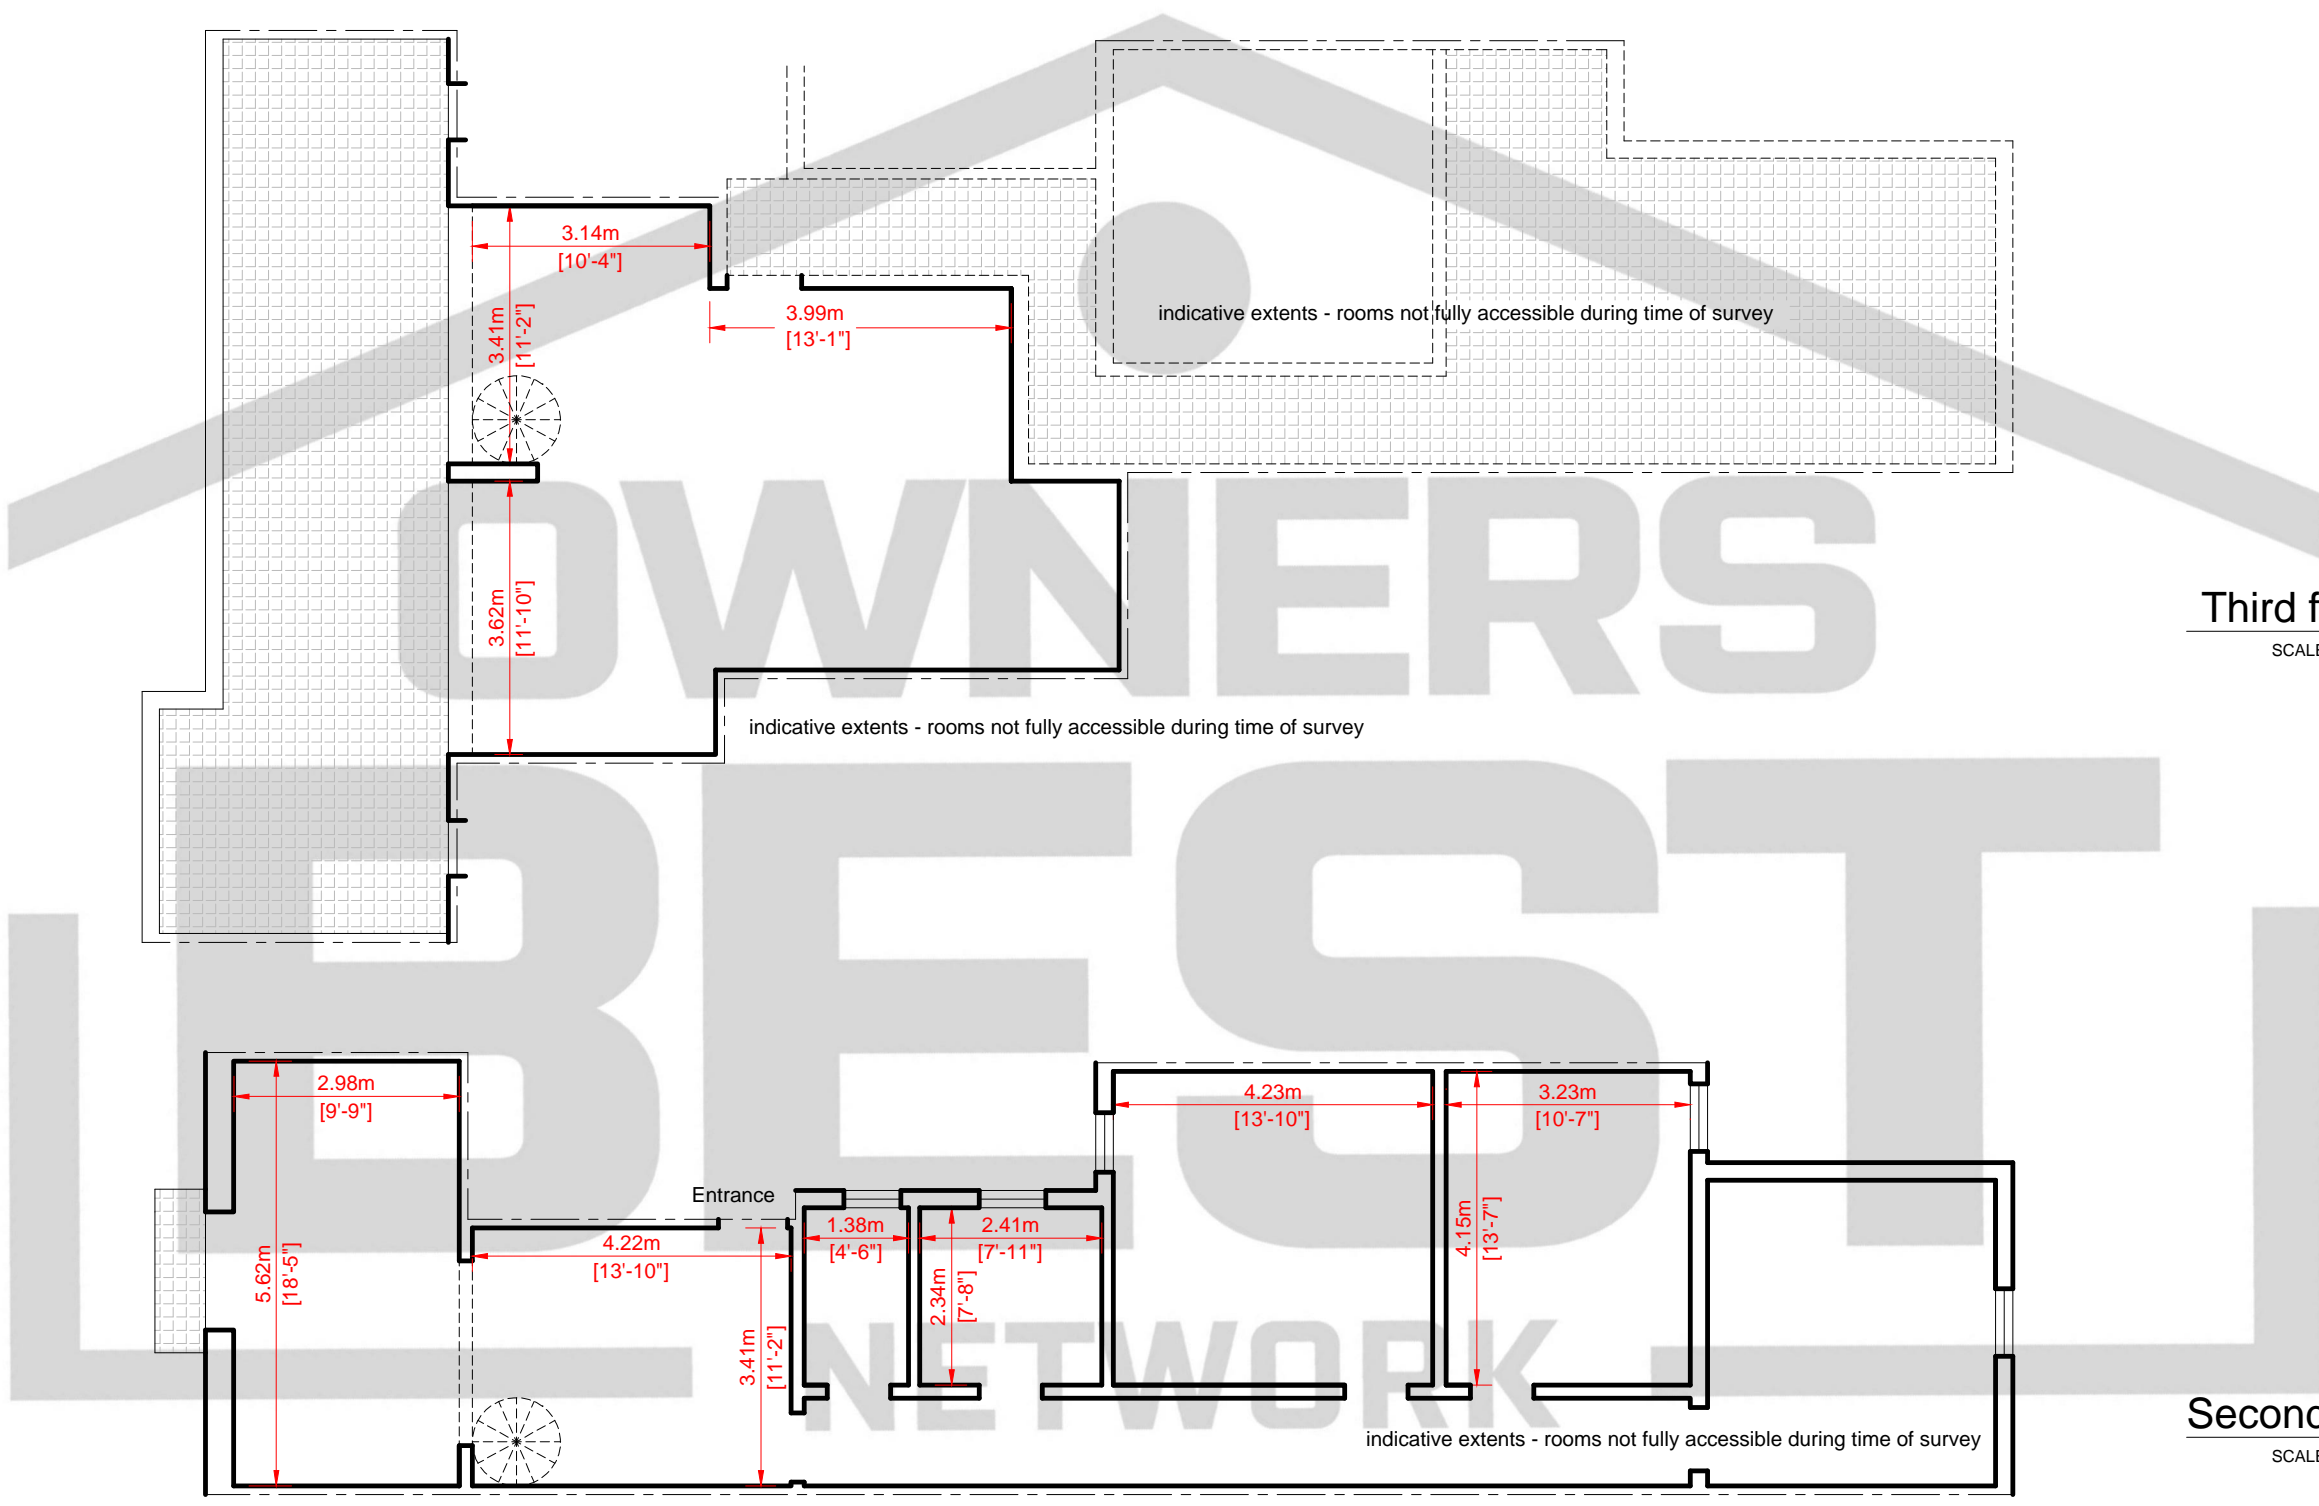 3.14m
[10'-4"]
3.41m
[11'-2"]
3.99m
[13'-1"]
indicative extents - rooms not fully accessible during time of survey
OWNERS
3.62m
[11'-10"]
Third f
SCALE
indicative extents - rooms not fully accessible during time of survey
BEST
2.98m
[9'-9"]
4.23m
[13'-10"]
3.23m
[10'-7"]
Entrance
5.62m
[18'-5"]
4.22m
[13'-10"]
1.38m
[4'-6"]
2.41m
[7'-11"]
4.15m
[13'-7"]
2.34m
[7'-8"]
3.41m
[11'-2"]
NETWORK
indicative extents - rooms not fully accessible during time of survey
Second
SCALE